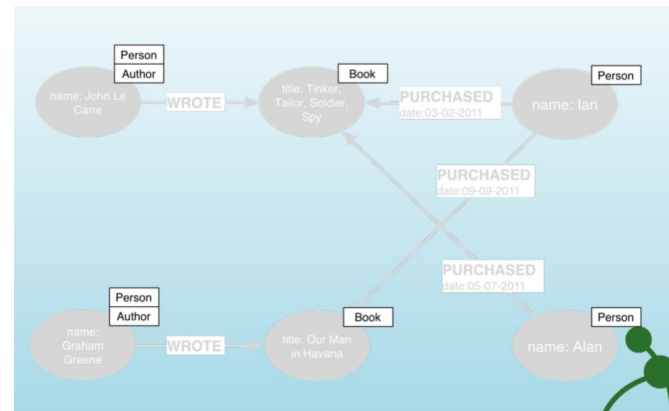 Person
Author
name: John Le
Carre
WROTE
Book
title: Tinker,
Tailor, Soldier,
Spy
PURCHASED
date:03-02-2011
Person
name: Ian
PURCHASED
date:09-09-2011
PURCHASED
date:05-07-2011
Person
Author
name:
Graham
Greene
WROTE
Book
title: Our Man
in Havana
Person
name: Alan